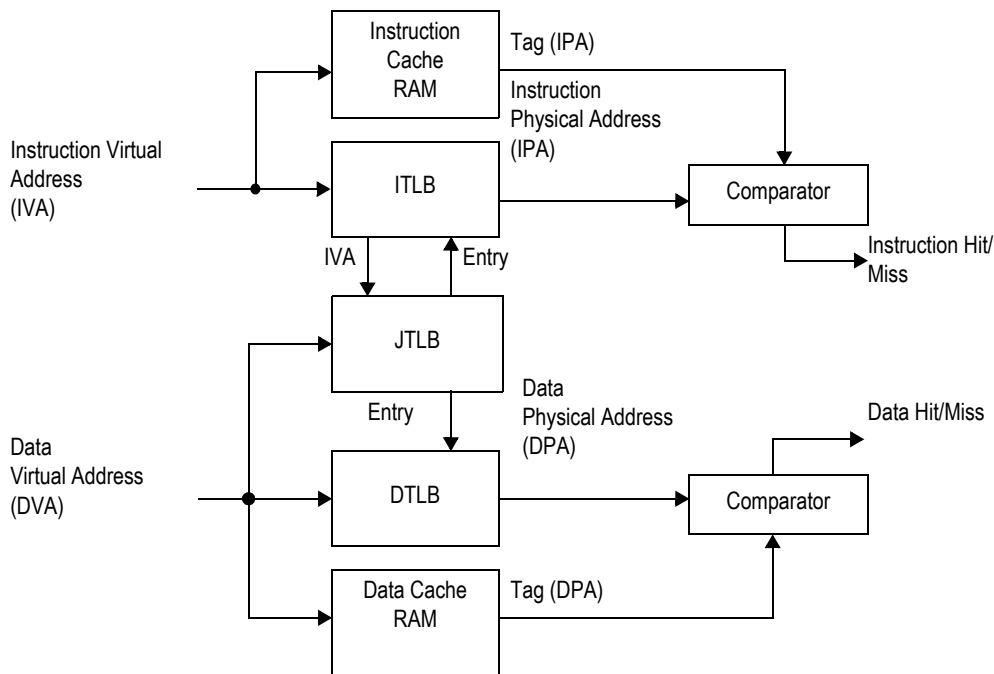 Instruction
Cache
RAM
Tag (IPA)
Instruction
Physical Address
(IPA)
Instruction Virtual
Address
(IVA)
ITLB
Comparator
Instruction Hit/
Miss
IVA
Entry
JTLB
Entry
Data
Physical Address
(DPA)
Data Hit/Miss
Data
Virtual Address
(DVA)
DTLB
Comparator
Data Cache
RAM
Tag (DPA)